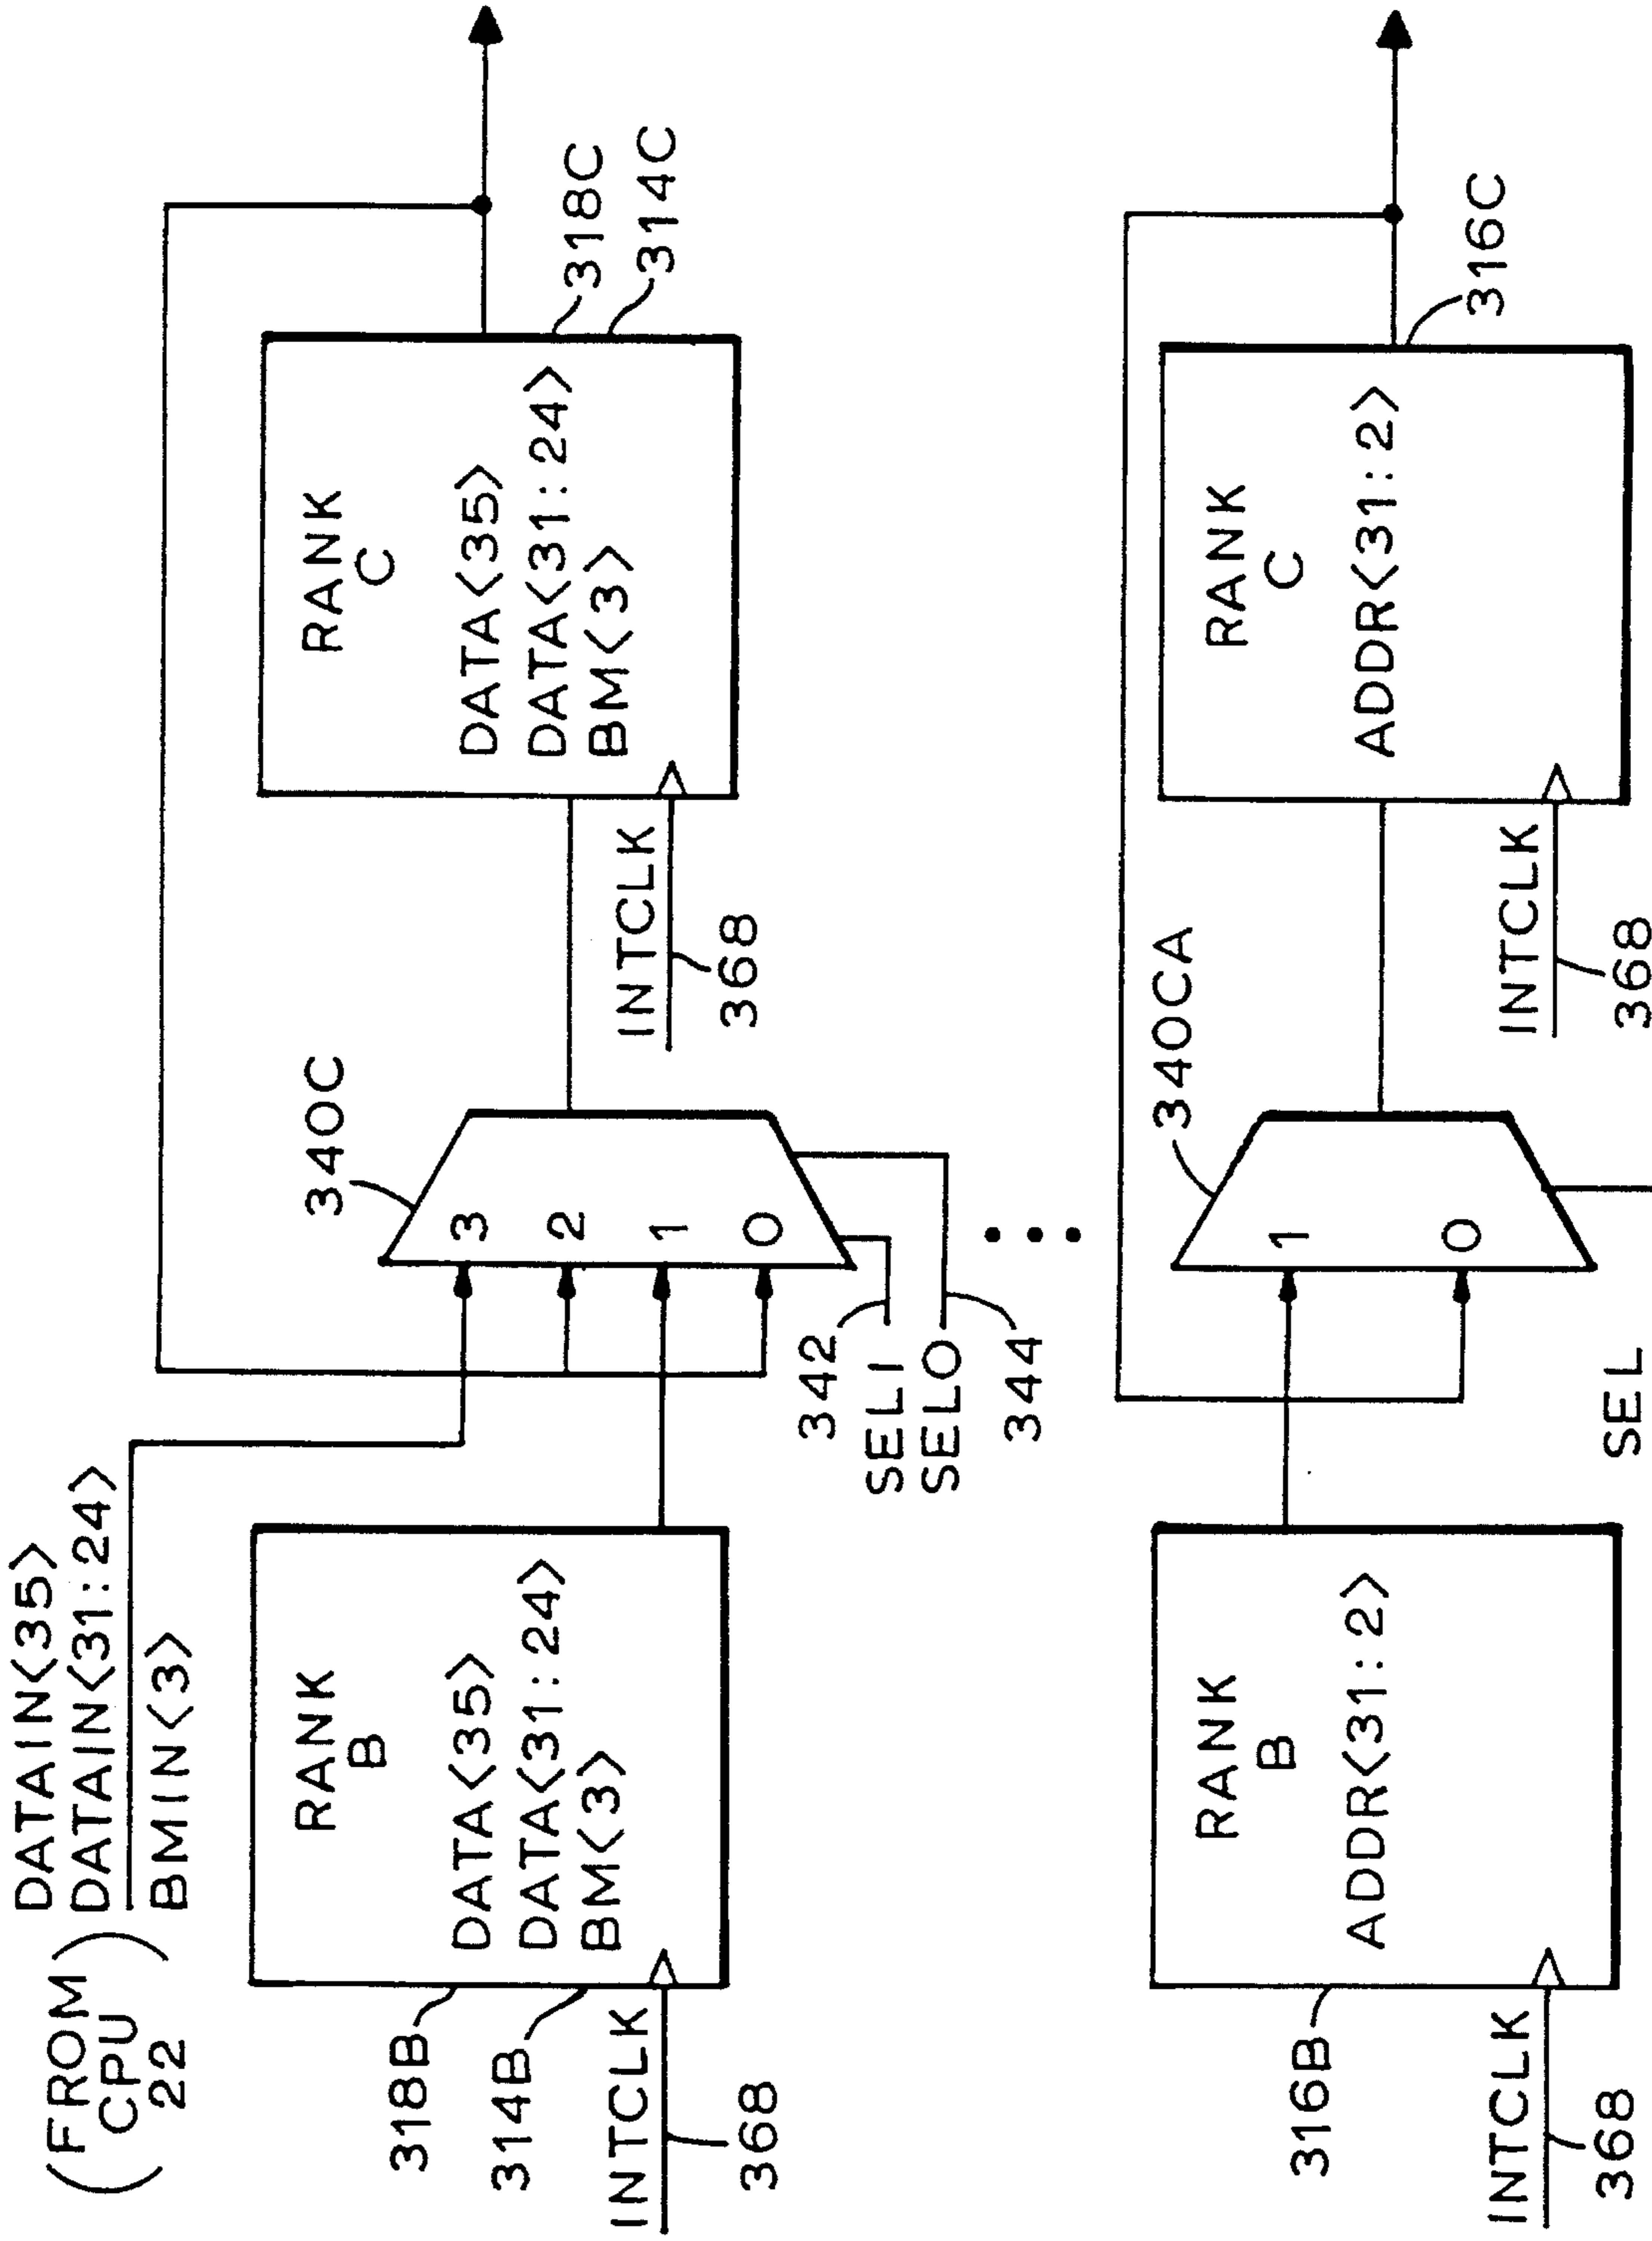 (FROM CPU 22)
DATAIN<35>
DATAIN<31:24>
BMIN<3>
RANK
B
DATA<35>
DATA<31:24>
BM<3>
318B
314B
INTCLK
368
340C
3
2
1
0
342
SEL1
SEL0
344
RANK
C
DATA<35>
DATA<31:24>
BM<3>
INTCLK
368
318C
314C
RANK
B
ADDR<31:2>
316B
INTCLK
368
340CA
1
0
SEL
RANK
C
ADDR<31:2>
INTCLK
368
316C